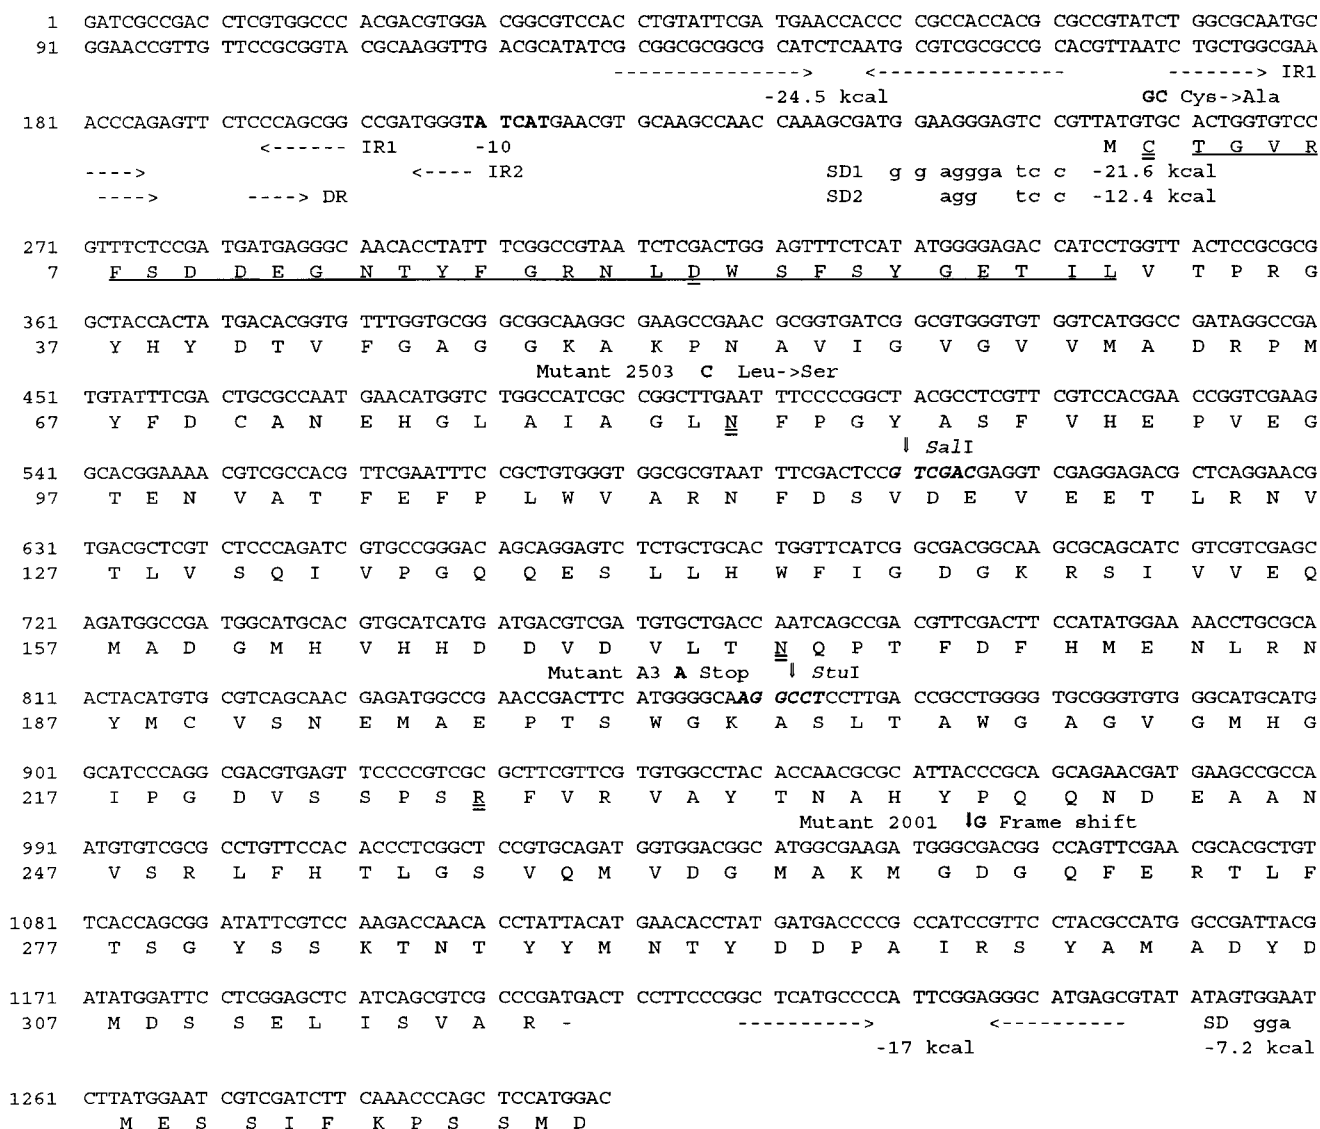 1 GATCGCCGAC CCTCGTGGCCC ACGACGTGGA CGGCGTCCAC CTGTATTCGA TGAACCACCC CGCCACCACG CGCCGTATCT GGCGCAATGC
91 GGAACCGTTG TTCCGCGGTA CGCAAGGTTG ACGCATATCG CGGCGCGGCG CATCTCAATG CGTCGCGCCG CACGTTAATC TGCTGGCGAA
---------------> <--------------- -------> IR1
-24.5 kcal GC Cys->Ala
181 ACCCAGAGTT CTCCCAGCGG CCGATGGGTA TCATGAACGT GCAAGCCAAC CAAAGCGATG GAAGGGAGTC CGTTATGTGC ACTGGTGTCC
<------ IR1 -10 M C T G V R
----> <---- IR2 SD1 g g aggga tc c -21.6 kcal
----> ----> DR SD2 agg tc c -12.4 kcal
271 GTTTCTCCGA TGATGAGGGC AACACCTATT TCGGCCGTAA TCTCGACTGG AGTTTCTCAT ATGGGGAGAC CATCCTGGTT ACTCCGCGCG
7 F S D D E G N T Y F G R N L D W S F S Y G E T I L V T P R G
361 GCTACCACTA TGACACGGTG TTTGGTGCGG GCGGCAAGGC GAAGCCGAAC GCGGTGATCG GCGTGGGTGT GGTCATGGCC GATAGGCCGA
37 Y H Y D T V F G A G G K A K P N A V I G V G V V M A D R P M
Mutant 2503 C Leu->Ser
451 TGTATTTCGA CTGCGCCAAT GAACATGGTC TGGCCATCGC CGGCTTGAAT TTCCCCGGCT ACGCCTCGTT CGTCCACGAA CCGGTCGAAG
67 Y F D C A N E H G L A I A G L N F P G Y A S F V H E P V E G
⇓ SalI
541 GCACGGAAAA CGTCGCCACG TTCGAATTTC CGCTGTGGGT GGCGCGTAAT TTCGACTCCG TCGACGAGGT CGAGGAGACG CTCAGGAACG
97 T E N V A T F E F P L W V A R N F D S V D E V E E T L R N V
631 TGACGCTCGT CTCCCAGATC GTGCCGGGAC AGCAGGAGTC TCTGCTGCAC TGGTTCATCG GCGACGGCAA GCGCAGCATC GTCGTCGAGC
127 T L V S Q I V P G Q Q E S L L H W F I G D G K R S I V V E Q
721 AGATGGCCGA TGGCATGCAC GTGCATCATG ATGACGTCGA TGTGCTGACC AATCAGCCGA CGTTCGACTT CCATATGGAA AACCTGCGCA
157 M A D G M H V H H D D V D V L T N Q P T F D F H M E N L R N
Mutant A3 A Stop ⇓ StuI
811 ACTACATGTG CGTCAGCAAC GAGATGGCCG AACCGACTTC ATGGGGCAAG GCCTCCTTGA CCGCCTGGGG TGCGGGTGTG GGCATGCATG
187 Y M C V S N E M A E P T S W G K A S L T A W G A G V G M H G
901 GCATCCCAGG CGACGTGAGT TCCCCGTCGC GCTTCGTTCG TGTGGCCTAC ACCAACGCGC ATTACCCGCA GCAGAACGAT GAAGCCGCCA
217 I P G D V S S P S R F V R V A Y T N A H Y P Q Q N D E A A N
Mutant 2001 ↓G Frame shift
991 ATGTGTCGCG CCTGTTCCAC ACCCTCGGCT CCGTGCAGAT GGTGGACGGC ATGGCGAAGA TGGGCGACGG CCAGTTCGAA CGCACGCTGT
247 V S R L F H T L G S V Q M V D G M A K M G D G Q F E R T L F
1081 TCACCAGCGG ATATTCGTCC AAGACCAACA CCTATTACAT GAACACCTAT GATGACCCCG CCATCCGTTC CTACGCCATG GCCGATTACG
277 T S G Y S S K T N T Y Y M N T Y D D P A I R S Y A M A D Y D
1171 ATATGGATTC CTCGGAGCTC ATCAGCGTCG CCCGATGACT CCTTCCCGGC TCATGCCCCA TTCGGAGGGC ATGAGCGTAT ATAGTGGAAT
307 M D S S E L I S V A R - ----------> <---------- SD gga
-17 kcal -7.2 kcal
1261 CTTATGGAAT CGTCGATCTT CAAACCCAGC TCCATGGAC
M E S S I F K P S S M D